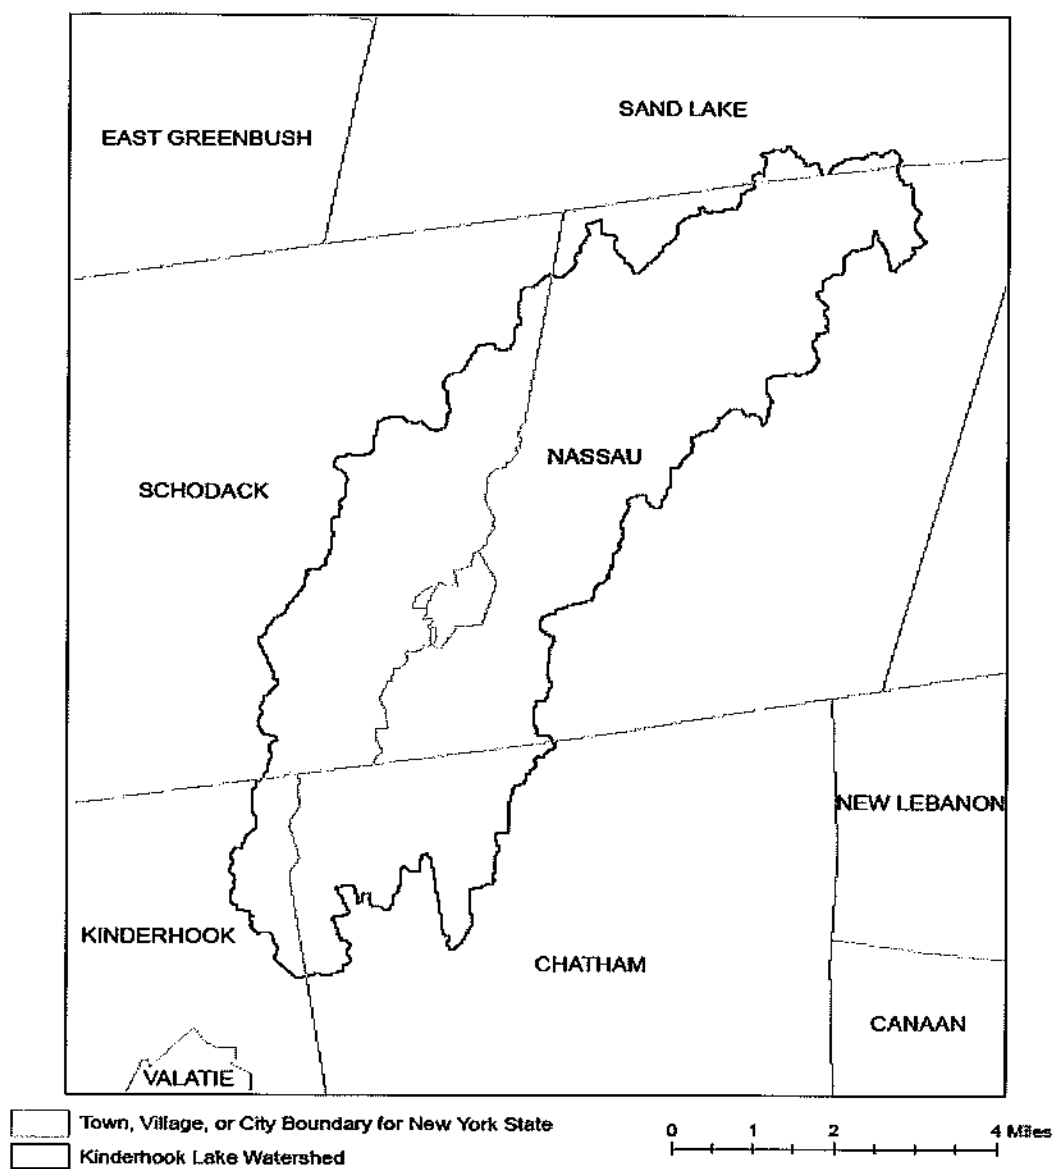 SAND LAKE
EAST GREENBUSH
NASSAU
SCHODACK
NEW LEBANON
KINDERHOOK
CHATHAM
CANAAN
VALATIE
Town, Village, or City Boundary for New York State
Kinderhook Lake Watershed
0 1 2 4 Miles